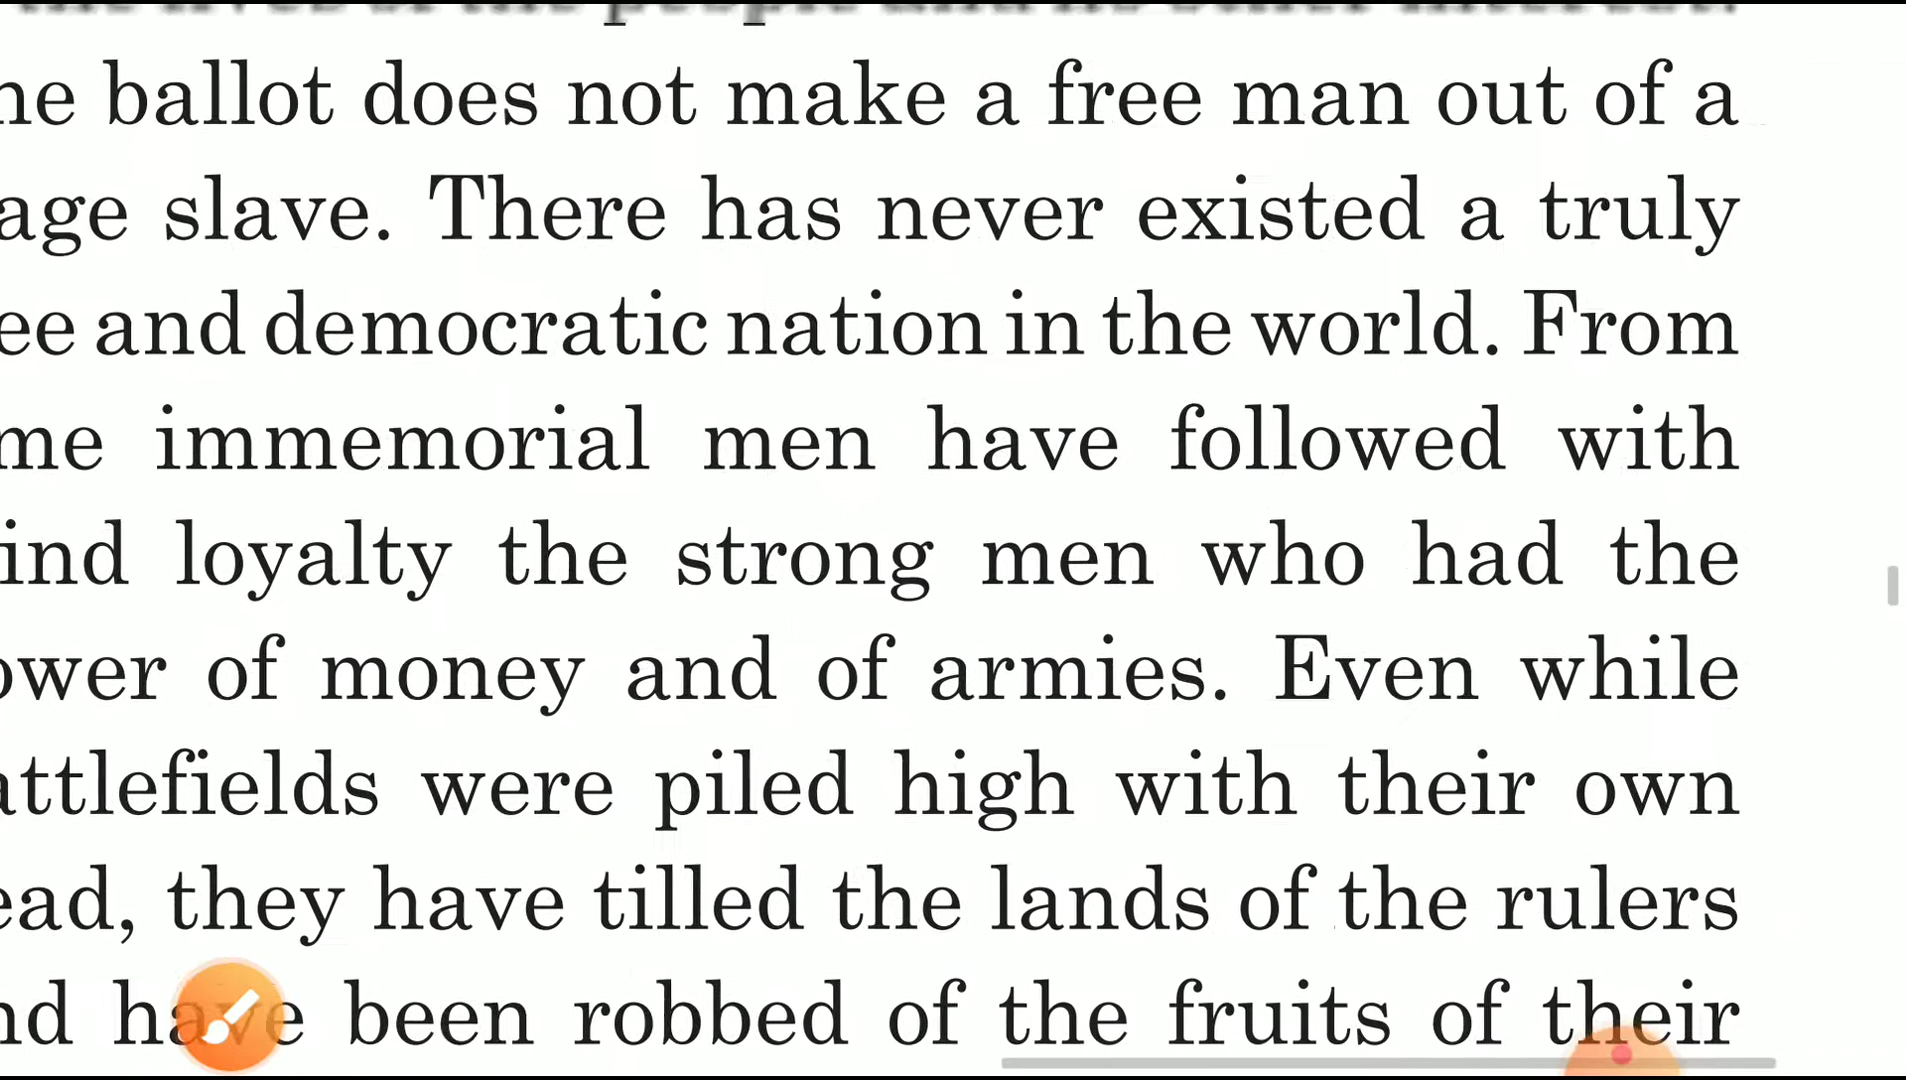 he ballot does not make a free man out of a
age slave. There has never existed a truly
ee and democratic nation in the world. From
me immemorial men have followed with
ind loyalty the strong men who had the
ower of money and of armies. Even while
attlefields were piled high with their own
ead, they have tilled the lands of the rulers
nd have been robbed of the fruits of their